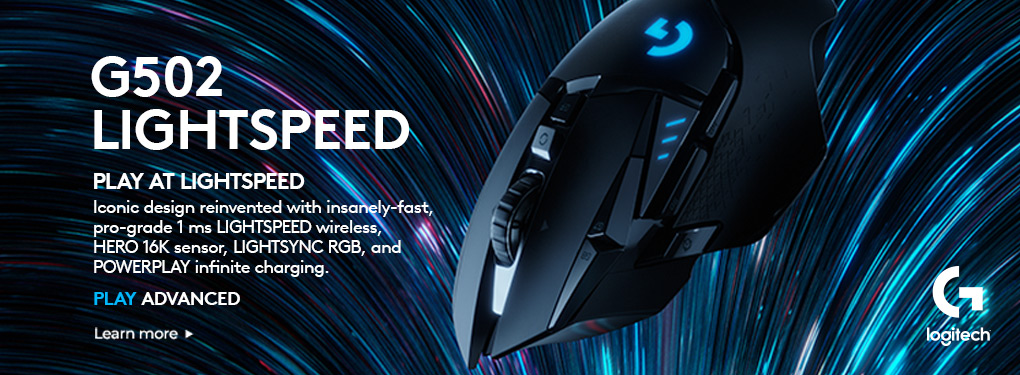 G502
LIGHTSPEED
PLAY AT LIGHTSPEED
Iconic design reinvented with insanely-fast,
pro-grade 1 ms LIGHTSPEED wireless,
HERO 16K sensor, LIGHTSYNC RGB, and
POWERPLAY infinite charging.
PLAY ADVANCED
Learn more ▸
logitech